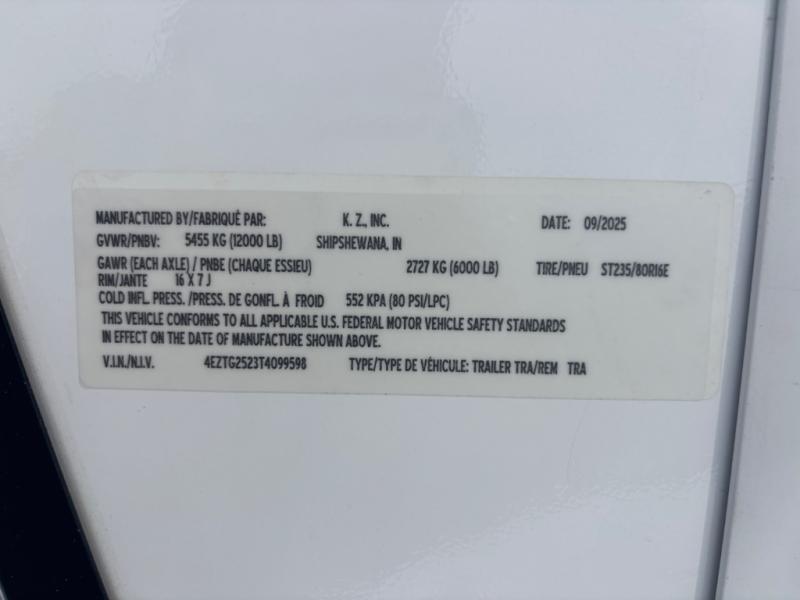 MANUFACTURED BY/FABRIQUÉ PAR: K. Z., INC. DATE: 09/2025
GVWR/PNBV: 5455 KG (12000 LB) SHIPSHEWANA, IN
GAWR (EACH AXLE) / PNBE (CHAQUE ESSIEU) 2727 KG (6000 LB) TIRE/PNEU ST235/80R16E
RIM/JANTE 16 X 7 J
COLD INFL. PRESS. /PRESS. DE GONFL. À FROID 552 KPA (80 PSI/LPC)
THIS VEHICLE CONFORMS TO ALL APPLICABLE U.S. FEDERAL MOTOR VEHICLE SAFETY STANDARDS
IN EFFECT ON THE DATE OF MANUFACTURE SHOWN ABOVE.
V.I.N./N.I.V. 4EZTG2523T4099598 TYPE/TYPE DE VÉHICULE: TRAILER TRA/REM TRA